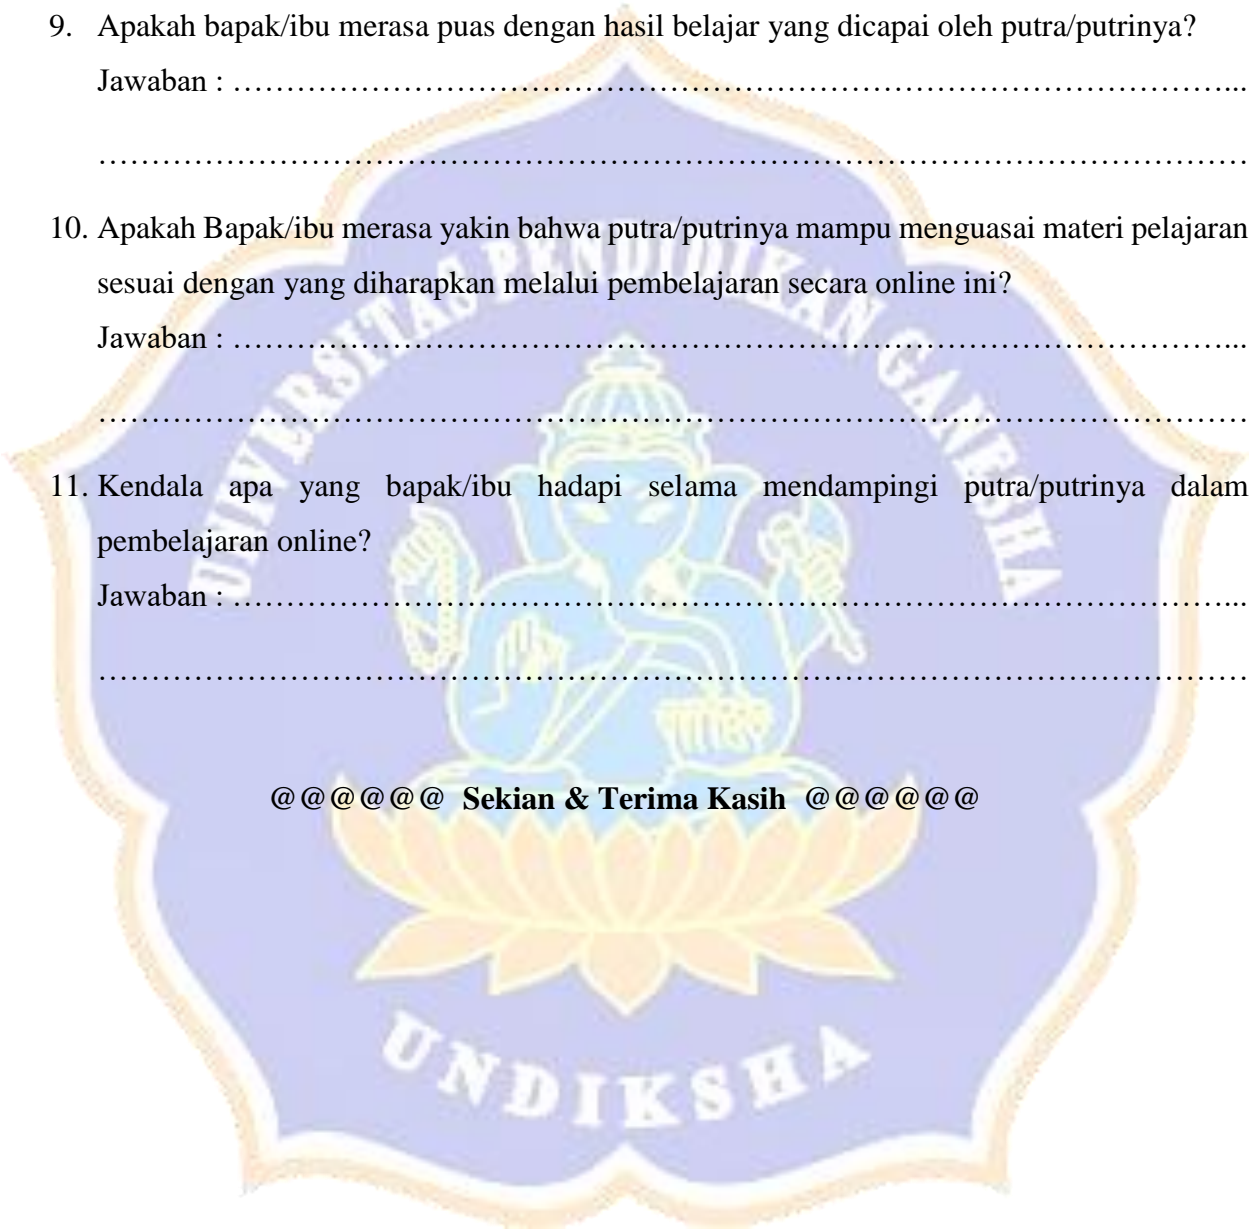 9. Apakah bapak/ibu merasa puas dengan hasil belajar yang dicapai oleh putra/putrinya?
Jawaban : …………………………………………………………………………………...
………………………………………………………………………………………………
10. Apakah Bapak/ibu merasa yakin bahwa putra/putrinya mampu menguasai materi pelajaran
sesuai dengan yang diharapkan melalui pembelajaran secara online ini?
Jawaban : ……………….…………………………………………………………………...
………………………………………………………………………………………………
11. Kendala apa yang bapak/ibu hadapi selama mendampingi putra/putrinya dalam
pembelajaran online?
Jawaban : …………………………………………………………………………………...
………………………………………………………………………………………………
@@@@@@ Sekian & Terima Kasih @@@@@@
UNIVERSITAS PENDIDIKAN GANESHA
UNDIKSHA